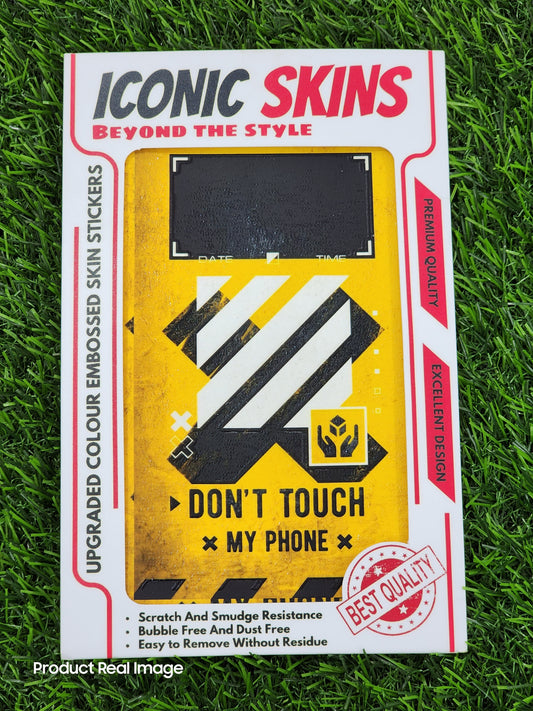 ICONIC SKINS
BEYOND THE STYLE
UPGRADED COLOUR EMBOSSED SKIN STICKERS
PREMIUM QUALITY
EXCELLENT DESIGN
DATE TIME
DON'T TOUCH
MY PHONE
BEST QUALITY
• Scratch And Smudge Resistance
• Bubble Free And Dust Free
• Easy to Remove Without Residue
Product Real Image